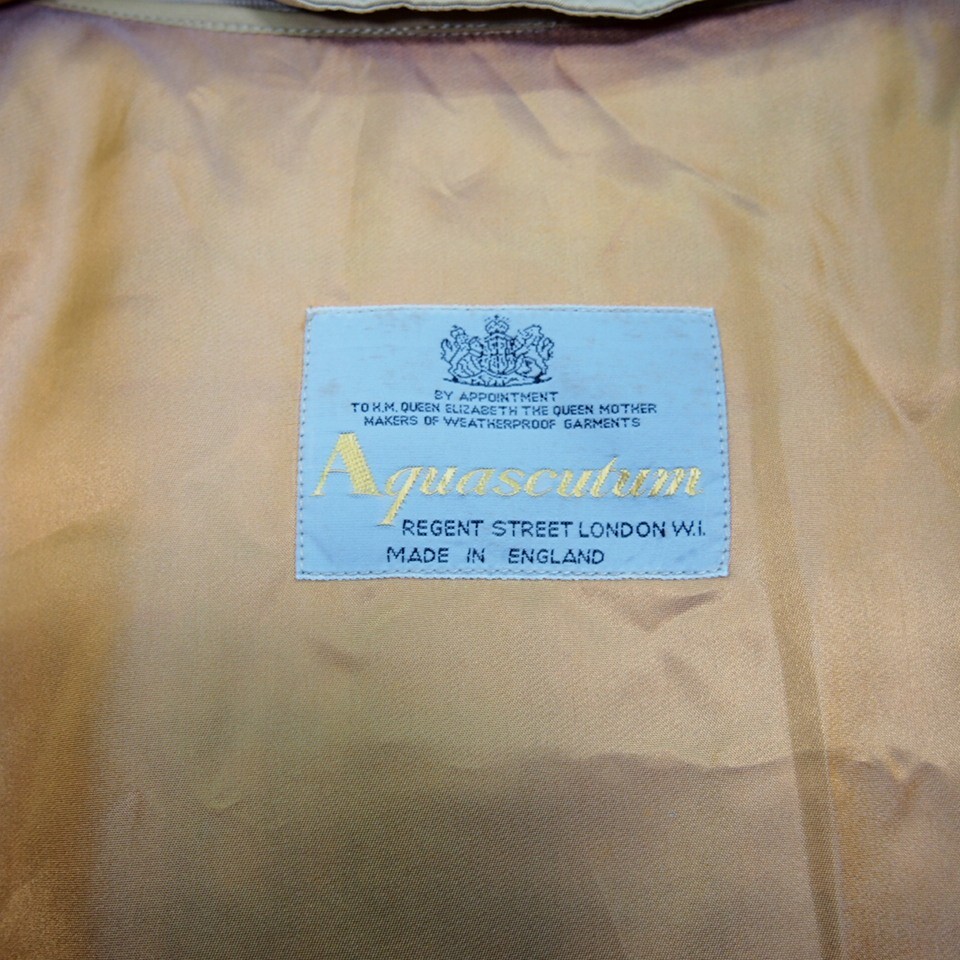 BY APPOINTMENT
TO H.M. QUEEN ELIZABETH THE QUEEN MOTHER
MAKERS OF WEATHERPROOF GARMENTS
Aquascutum
REGENT STREET LONDON W.I.
MADE IN ENGLAND